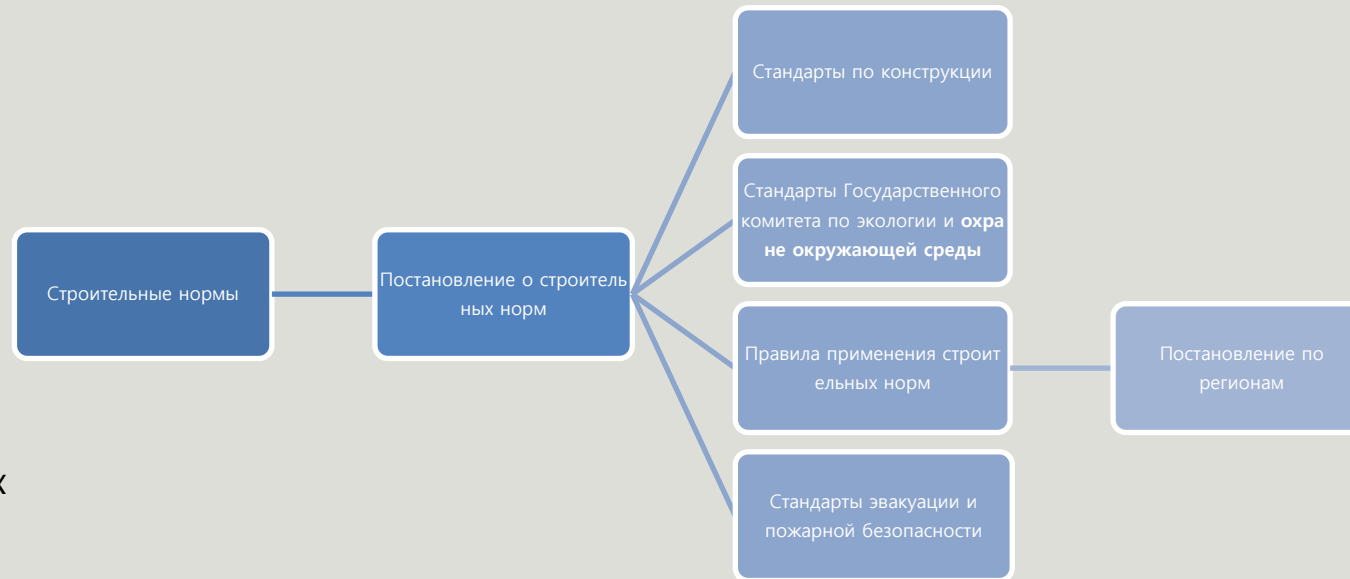 Стандарты по конструкции
Стандарты Государственного
комитета по экологии и охра
не окружающей среды
Строительные нормы
Постановление о строитель
ных норм
Правила применения строит
ельных норм
Постановление по
регионам
х
Стандарты эвакуации и
пожарной безопасности